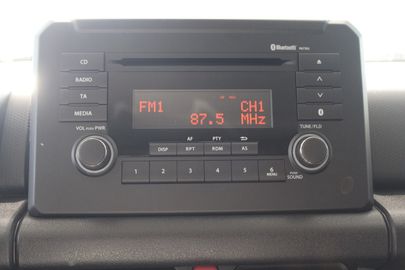 Bluetooth
CD
RADIO
TA
MEDIA
VOL PUSH PWR
FM1 CH1
87.5 MHz
TUNE/FLD
AF PTY
DISP RPT RDM AS
1 2 3 4 5 6
MENU
PUSH
SOUND